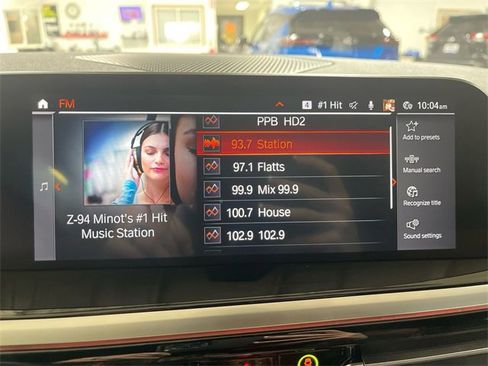 FM
4 #1 Hit 10:04am
PPB HD2
93.7 Station
97.1 Flatts
99.9 Mix 99.9
100.7 House
102.9 102.9
Z-94 Minot's #1 Hit
Music Station
Add to presets
Manual search
Recognize title
Sound settings